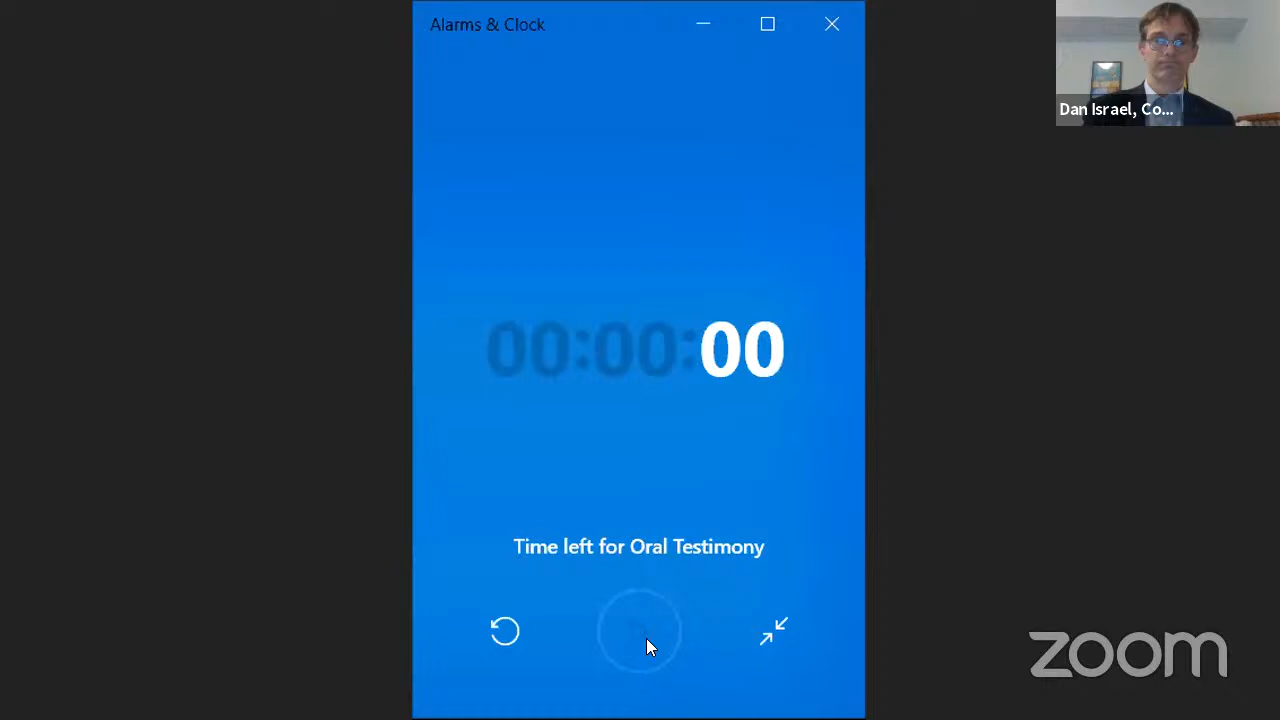 Alarms & Clock
Dan Israel, Co...
00:00:00
Time left for Oral Testimony
zoom